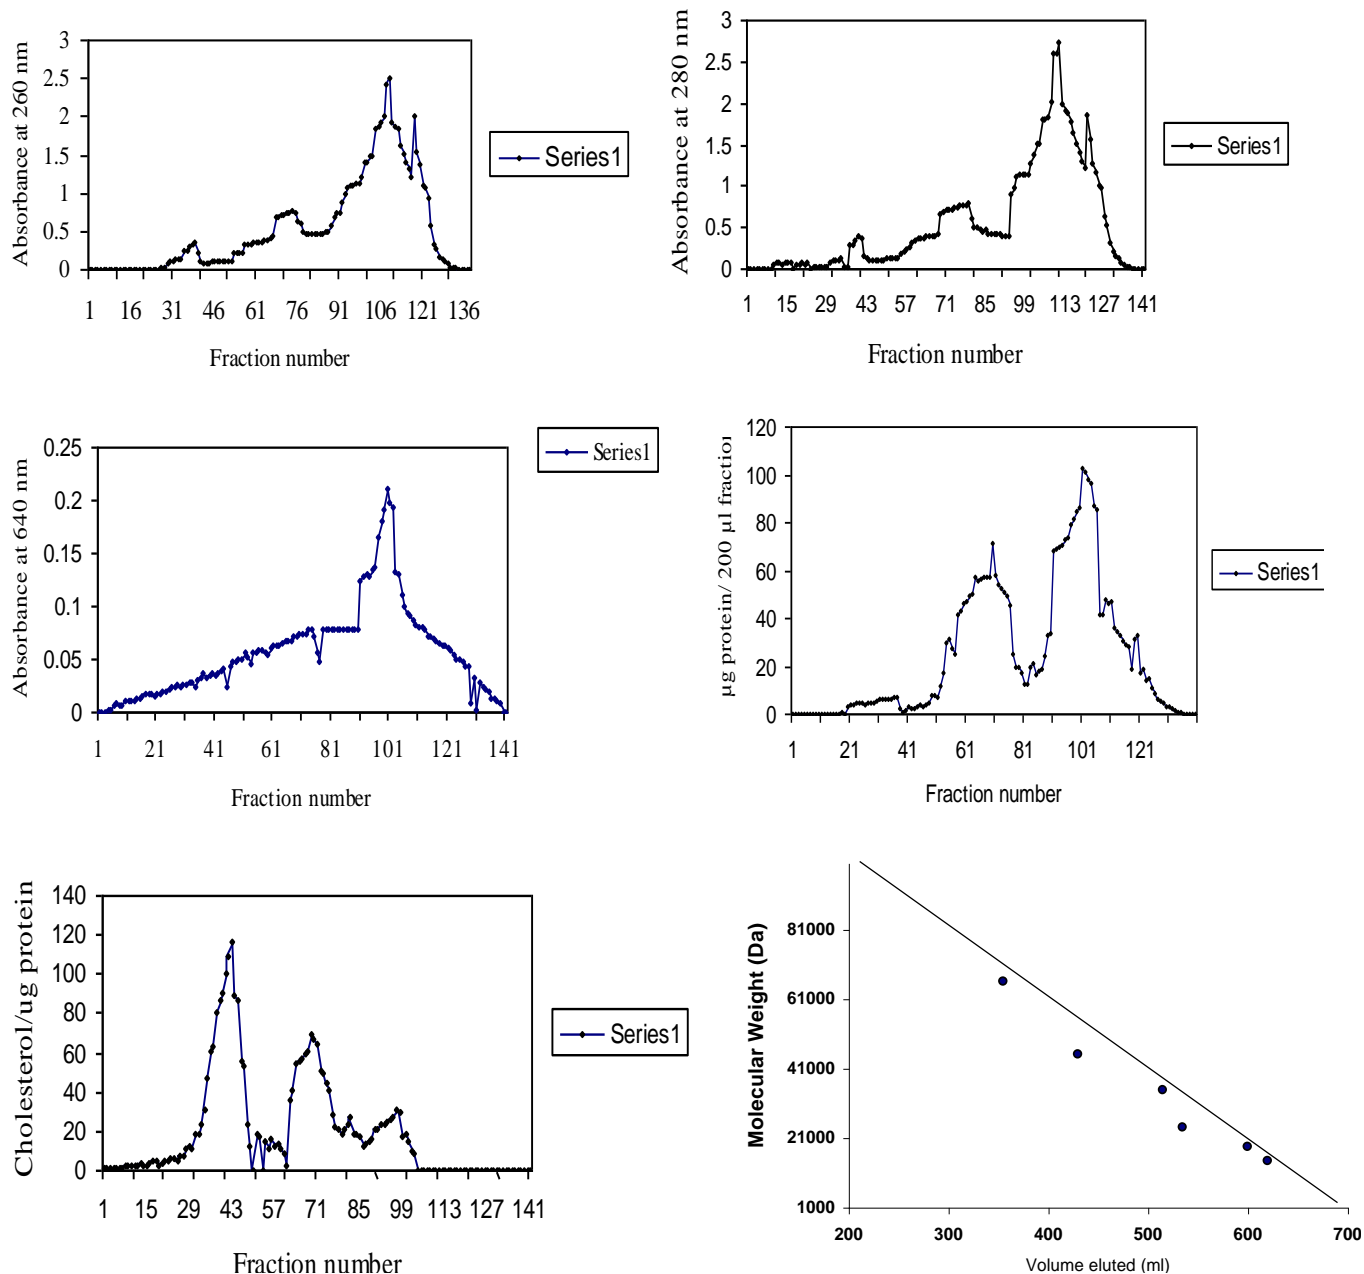 Absorbance at 260 nm
3
2.5
2
1.5
1
0.5
0
1 16 31 46 61 76 91 106 121 136
Fraction number
Series1
Absorbance at 280 nm
3
2.5
2
1.5
1
0.5
0
1 15 29 43 57 71 85 99 113 127 141
Fraction number
Series1
Absorbance at 640 nm
0.25
0.2
0.15
0.1
0.05
0
1 21 41 61 81 101 121 141
Fraction number
Series1
µg protein/ 200 µl fraction
120
100
80
60
40
20
0
1 21 41 61 81 101 121
Fraction number
Series1
Cholesterol/ug protein
140
120
100
80
60
40
20
0
1 15 29 43 57 71 85 99 113 127 141
Fraction number
Series1
Molecular Weight (Da)
81000
61000
41000
21000
1000
200 300 400 500 600 700
Volume eluted (ml)